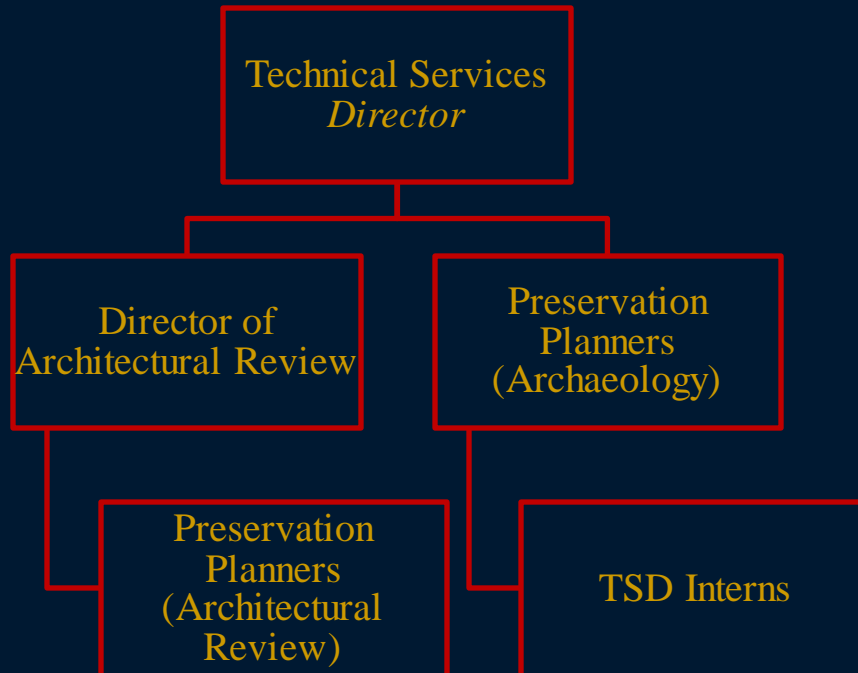 Technical Services
Director
Director of
Architectural Review
Preservation
Planners
(Archaeology)
Preservation
Planners
(Architectural
Review)
TSD Interns